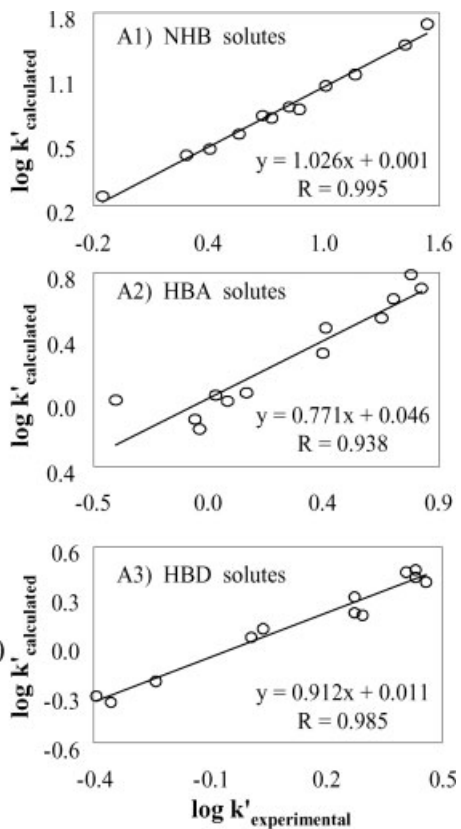 A1) NHB solutes
log k'calculated
1.8
1.1
0.5
0.2
y = 1.026x + 0.001
R = 0.995
-0.2 0.4 1.0 1.6
A2) HBA solutes
log k'calculated
0.8
0.4
0.0
0.4
y = 0.771x + 0.046
R = 0.938
-0.5 0.0 0.4 0.9
A3) HBD solutes
)
log k'calculated
0.6
0.3
0.0
-0.3
-0.6
y = 0.912x + 0.011
R = 0.985
-0.4 -0.1 0.2 0.5
log k'experimental